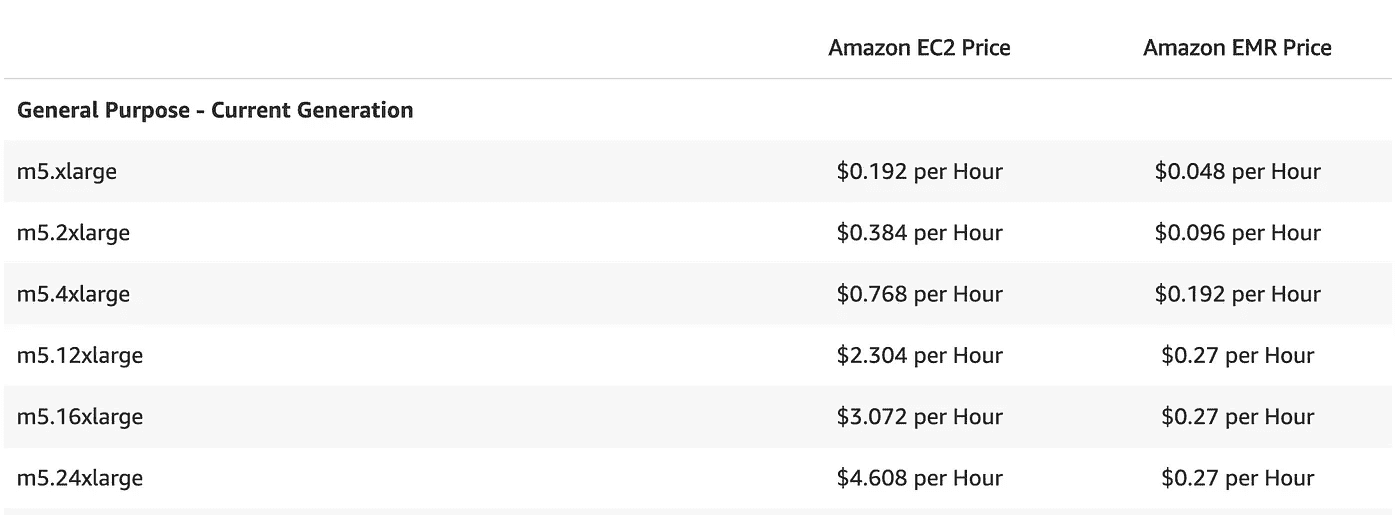 Amazon EC2 Price Amazon EMR Price
General Purpose - Current Generation
m5.xlarge $0.192 per Hour $0.048 per Hour
m5.2xlarge $0.384 per Hour $0.096 per Hour
m5.4xlarge $0.768 per Hour $0.192 per Hour
m5.12xlarge $2.304 per Hour $0.27 per Hour
m5.16xlarge $3.072 per Hour $0.27 per Hour
m5.24xlarge $4.608 per Hour $0.27 per Hour